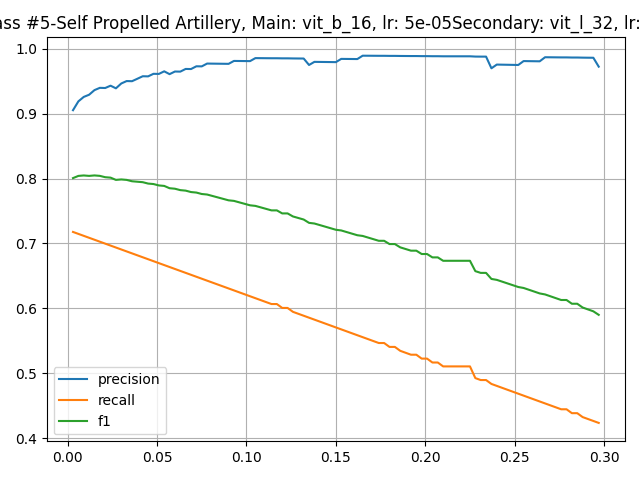 ass #5-Self Propelled Artillery, Main: vit_b_16, lr: 5e-05Secondary: vit_l_32, lr:
1.0
0.9
0.8
0.7
0.6
0.5
0.4
precision
recall
f1
0.00 0.05 0.10 0.15 0.20 0.25 0.30